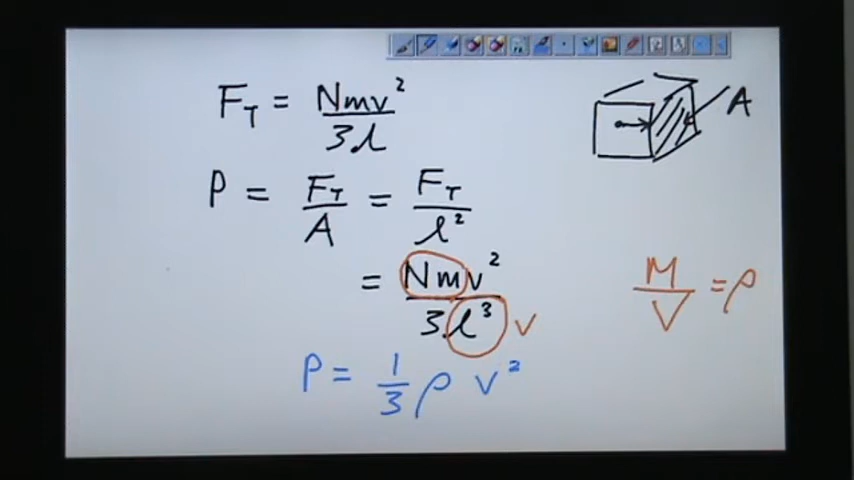 F_T = Nmv²/3l
A
P = F_T/A = F_T/l²
= Nmv²/3l³ V
M/V = ρ
P = 1/3 ρ v²